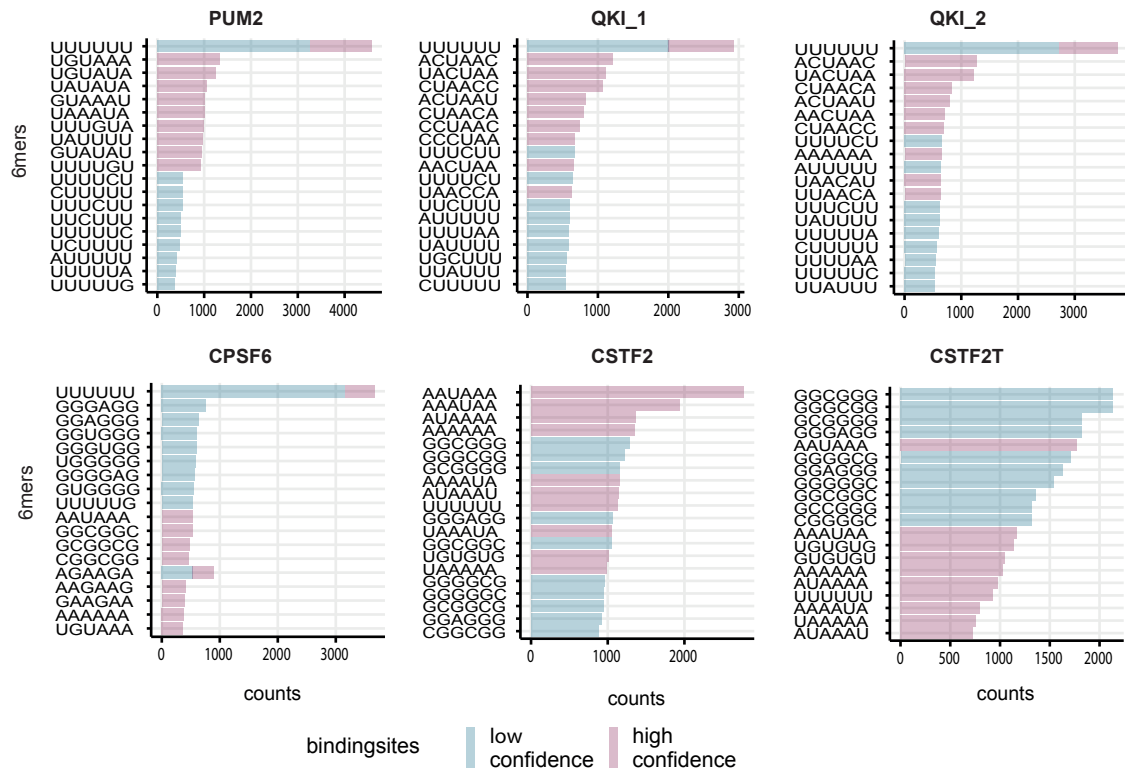 PUM2
6mers
UUUUUU
UGUAAA
UGUAUA
UAUAUA
GUAAAU
UAAAUA
UUUGUA
UAUUUU
GUAUAU
UUUUGU
UUUUCU
CUUUUU
UUUCUU
UUCUUU
UUUUUC
UCUUUU
AUUUUU
UUUUUA
UUUUUG
0 1000 2000 3000 4000
QKI_1
UUUUUU
ACUAAC
UACUAA
CUAACC
ACUAAU
CUAACA
CCUAAC
CCCUAA
UUUCUU
AACUAA
UUUUCU
UAACCA
UUCUUU
AUUUUU
UUUUAA
UAUUUU
UGCUUU
UUAUUU
CUUUUU
0 1000 2000 3000
QKI_2
UUUUUU
ACUAAC
UACUAA
CUAACA
ACUAAU
AACUAA
CUAACC
UUUUCU
AAAAAA
AUUUUU
UAACAU
UUAACA
UUUCUU
UAUUUU
UUUUUA
CUUUUU
UUUUAA
UUUUUC
UUAUUU
0 1000 2000 3000
CPSF6
6mers
UUUUUU
GGGAGG
GGAGGG
GGUGGG
GGGUGG
UGGGGG
GGGGAG
GUGGGG
UUUUUG
AAUAAA
GGCGGC
GCGGCG
CGGCGG
AGAAGA
AAGAAG
GAAGAA
AAAAAA
UGUAAA
0 1000 2000 3000
counts
CSTF2
AAUAAA
AAAUAA
AUAAAA
AAAAAA
GGCGGG
GGGCGG
GCGGGG
AAAAUA
AUAAAU
UUUUUU
GGGAGG
UAAAUA
GGCGGC
UGUGUG
UAAAAA
GGGGCG
GGGGGC
GCGGCG
GGAGGG
CGGCGG
0 1000 2000
counts
CSTF2T
GGCGGG
GGGCGG
GCGGGG
GGGAGG
AAUAAA
GGGGCG
GGAGGG
GGGGGC
GGCGGC
GCCGGG
CGGGGC
AAAUAA
UGUGUG
GUGUGU
AAAAAA
AUAAAA
UUUUUU
AAAAUA
UAAAAA
AUAAAU
0 500 1000 1500 2000
counts
bindingsites
low
confidence
high
confidence